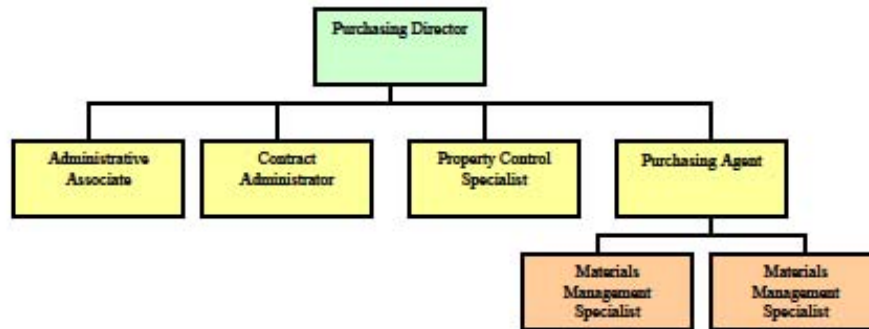 Purchasing Director
Administrative
Associate
Contract
Administrator
Property Control
Specialist
Purchasing Agent
Materials
Management
Specialist
Materials
Management
Specialist